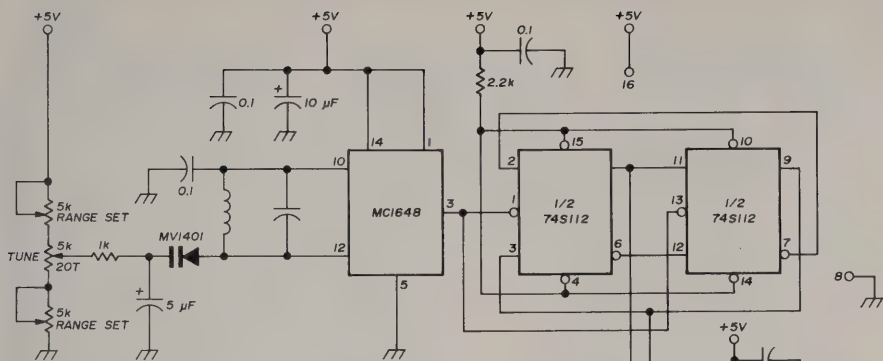 +5V
+5V
+5V
+5V
0.1
16
2.2k
0.1
10 µF
+
14
1
15
10
2
11
9
10
0.1
5k
RANGE SET
MC1648
3
1
1/2
74S112
13
1/2
74S112
TUNE
5k
20T
1k
MV1401
12
3
6
12
7
5k
RANGE SET
+
5 µF
5
4
14
8
+5V